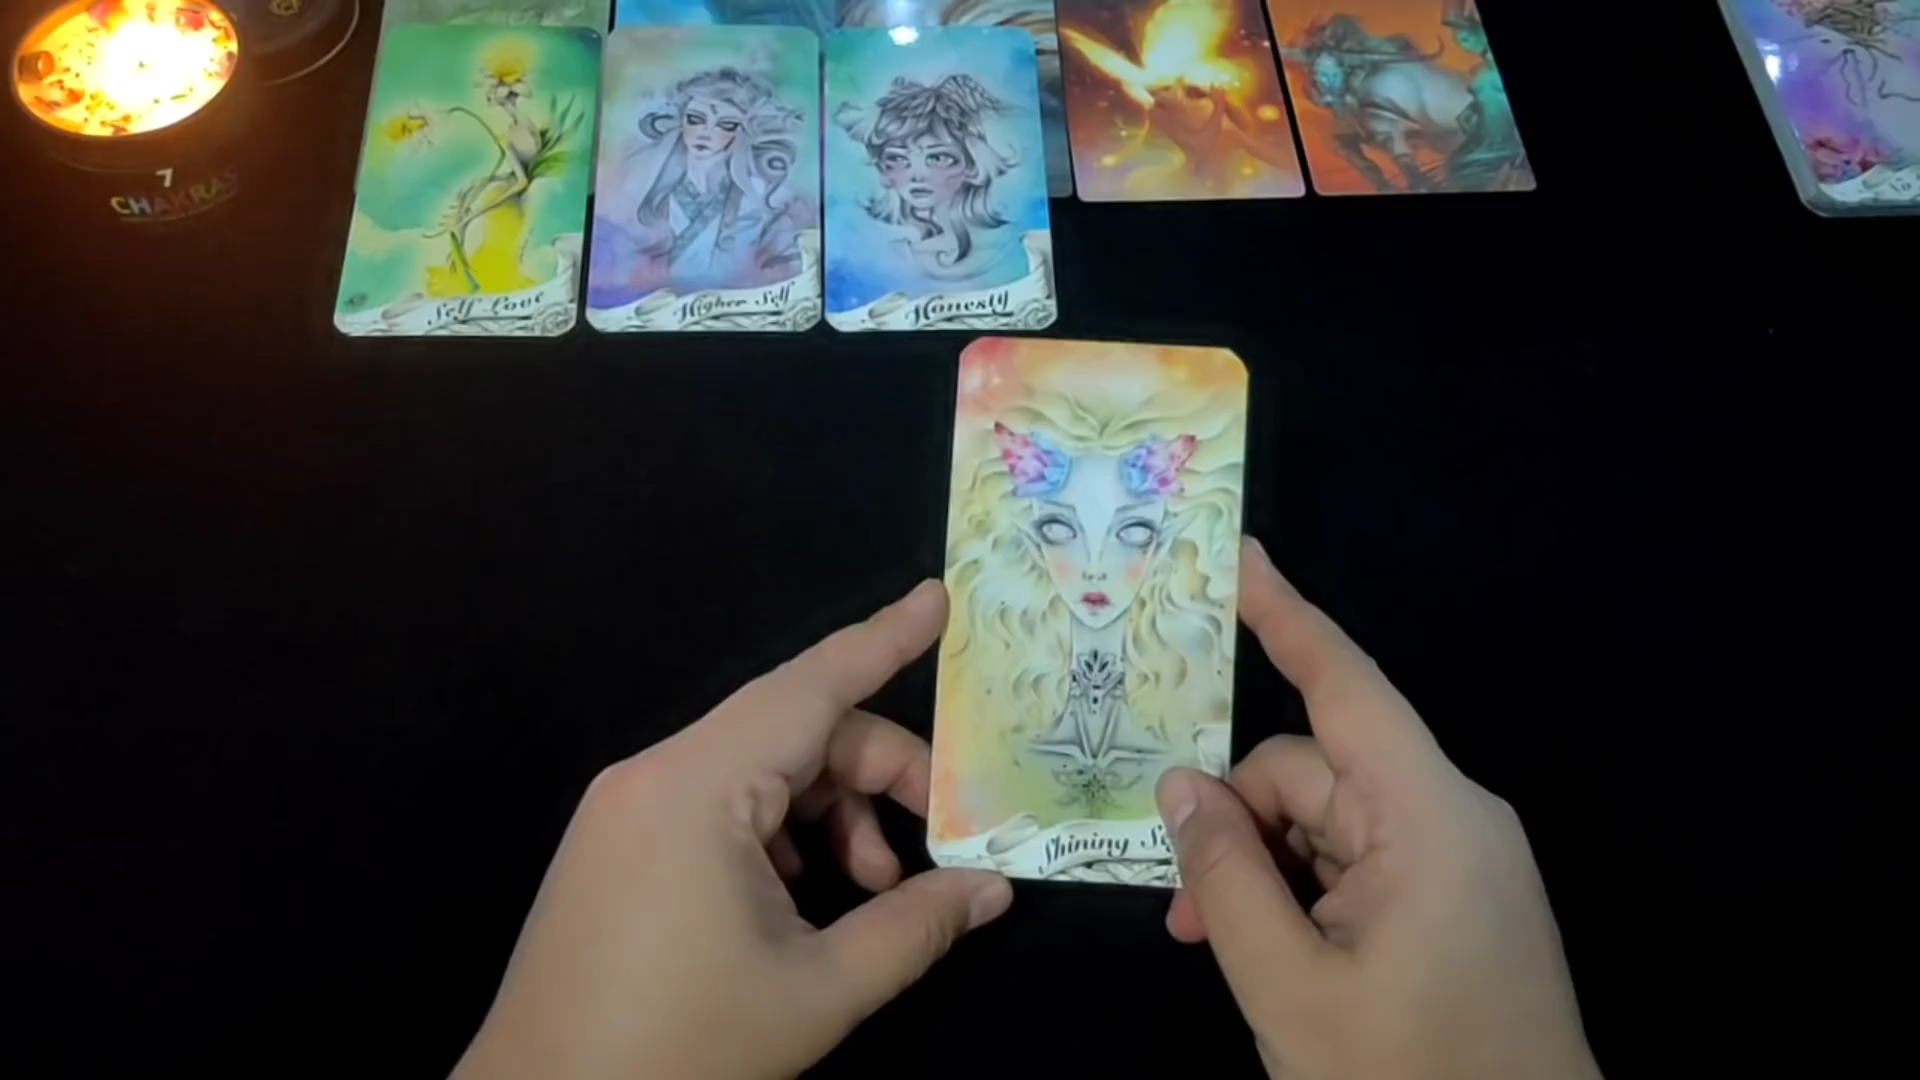 7
CHAKRAS
Self Love
Higher Self
Honesty
Shining